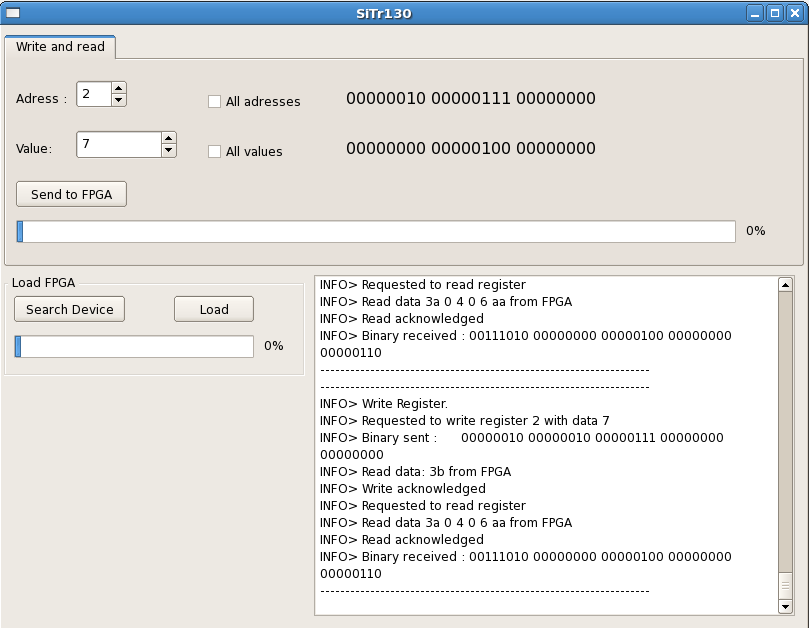 SiTr130
Write and read
Adress :
2
All adresses
00000010 00000111 00000000
Value:
7
All values
00000000 00000100 00000000
Send to FPGA
0%
Load FPGA
Search Device
Load
0%
INFO> Requested to read register
INFO> Read data 3a 0 4 0 6 aa from FPGA
INFO> Read acknowledged
INFO> Binary received : 00111010 00000000 00000100 00000000
00000110
------------------------------------------------------------------
------------------------------------------------------------------
INFO> Write Register.
INFO> Requested to write register 2 with data 7
INFO> Binary sent :      00000010 00000010 00000111 00000000
00000000
INFO> Read data: 3b from FPGA
INFO> Write acknowledged
INFO> Requested to read register
INFO> Read data 3a 0 4 0 6 aa from FPGA
INFO> Read acknowledged
INFO> Binary received : 00111010 00000000 00000100 00000000
00000110
------------------------------------------------------------------